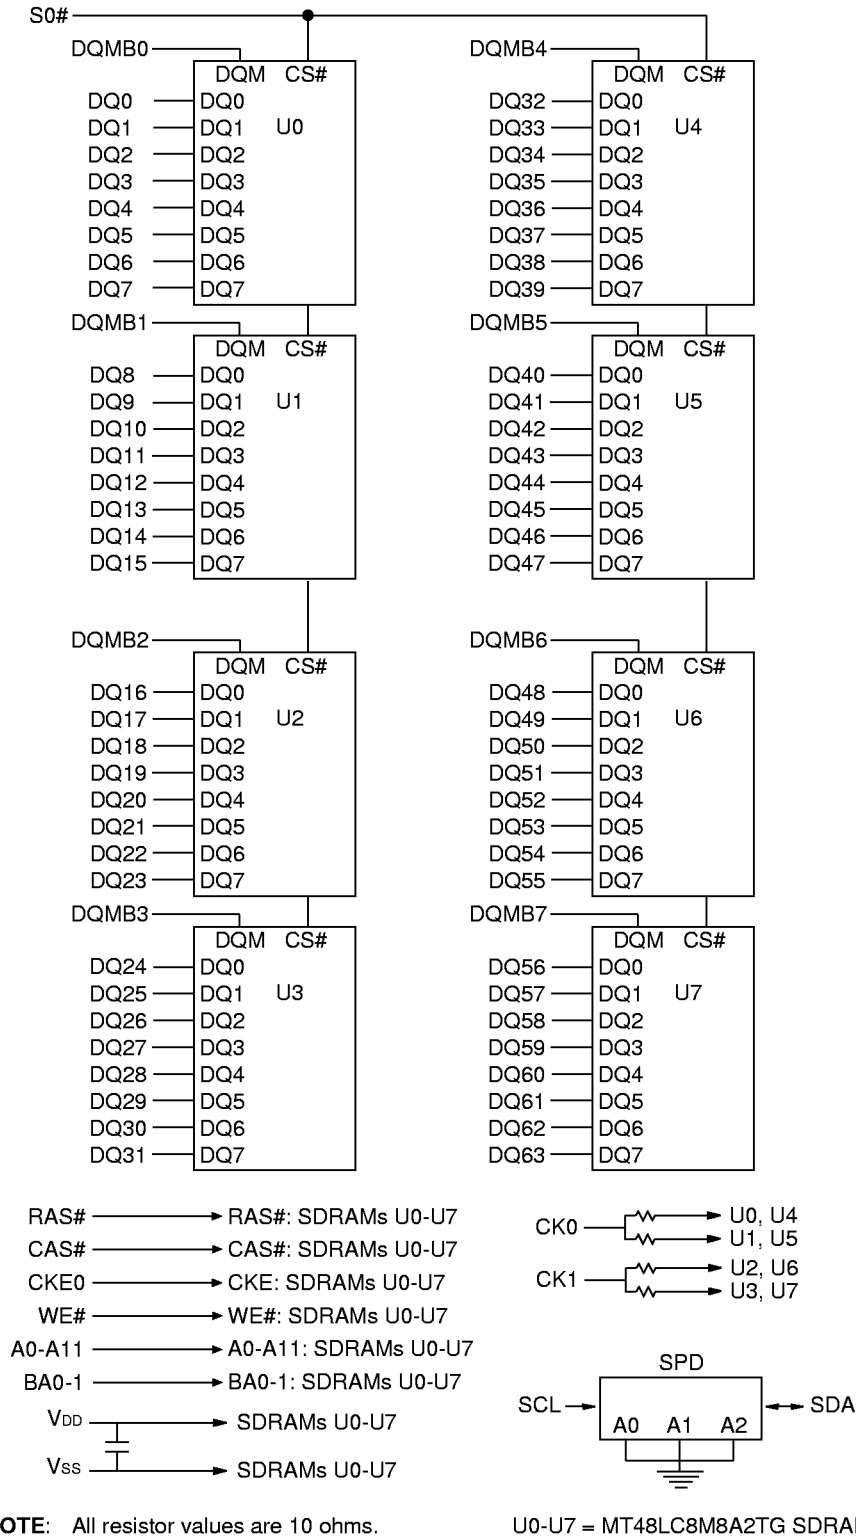 S0#
DQMB0
DQM CS#
DQ0 DQ0
DQ1 DQ1 U0
DQ2 DQ2
DQ3 DQ3
DQ4 DQ4
DQ5 DQ5
DQ6 DQ6
DQ7 DQ7
DQMB1
DQM CS#
DQ8 DQ0
DQ9 DQ1 U1
DQ10 DQ2
DQ11 DQ3
DQ12 DQ4
DQ13 DQ5
DQ14 DQ6
DQ15 DQ7
DQMB2
DQM CS#
DQ16 DQ0
DQ17 DQ1 U2
DQ18 DQ2
DQ19 DQ3
DQ20 DQ4
DQ21 DQ5
DQ22 DQ6
DQ23 DQ7
DQMB3
DQM CS#
DQ24 DQ0
DQ25 DQ1 U3
DQ26 DQ2
DQ27 DQ3
DQ28 DQ4
DQ29 DQ5
DQ30 DQ6
DQ31 DQ7
DQMB4
DQM CS#
DQ32 DQ0
DQ33 DQ1 U4
DQ34 DQ2
DQ35 DQ3
DQ36 DQ4
DQ37 DQ5
DQ38 DQ6
DQ39 DQ7
DQMB5
DQM CS#
DQ40 DQ0
DQ41 DQ1 U5
DQ42 DQ2
DQ43 DQ3
DQ44 DQ4
DQ45 DQ5
DQ46 DQ6
DQ47 DQ7
DQMB6
DQM CS#
DQ48 DQ0
DQ49 DQ1 U6
DQ50 DQ2
DQ51 DQ3
DQ52 DQ4
DQ53 DQ5
DQ54 DQ6
DQ55 DQ7
DQMB7
DQM CS#
DQ56 DQ0
DQ57 DQ1 U7
DQ58 DQ2
DQ59 DQ3
DQ60 DQ4
DQ61 DQ5
DQ62 DQ6
DQ63 DQ7
RAS# RAS#: SDRAMs U0-U7
CAS# CAS#: SDRAMs U0-U7
CKE0 CKE: SDRAMs U0-U7
WE# WE#: SDRAMs U0-U7
A0-A11 A0-A11: SDRAMs U0-U7
BA0-1 BA0-1: SDRAMs U0-U7
VDD SDRAMs U0-U7
VSS SDRAMs U0-U7
CK0
U0, U4
U1, U5
CK1
U2, U6
U3, U7
SPD
SCL SDA
A0 A1 A2
OTE: All resistor values are 10 ohms.
U0-U7 = MT48LC8M8A2TG SDRA